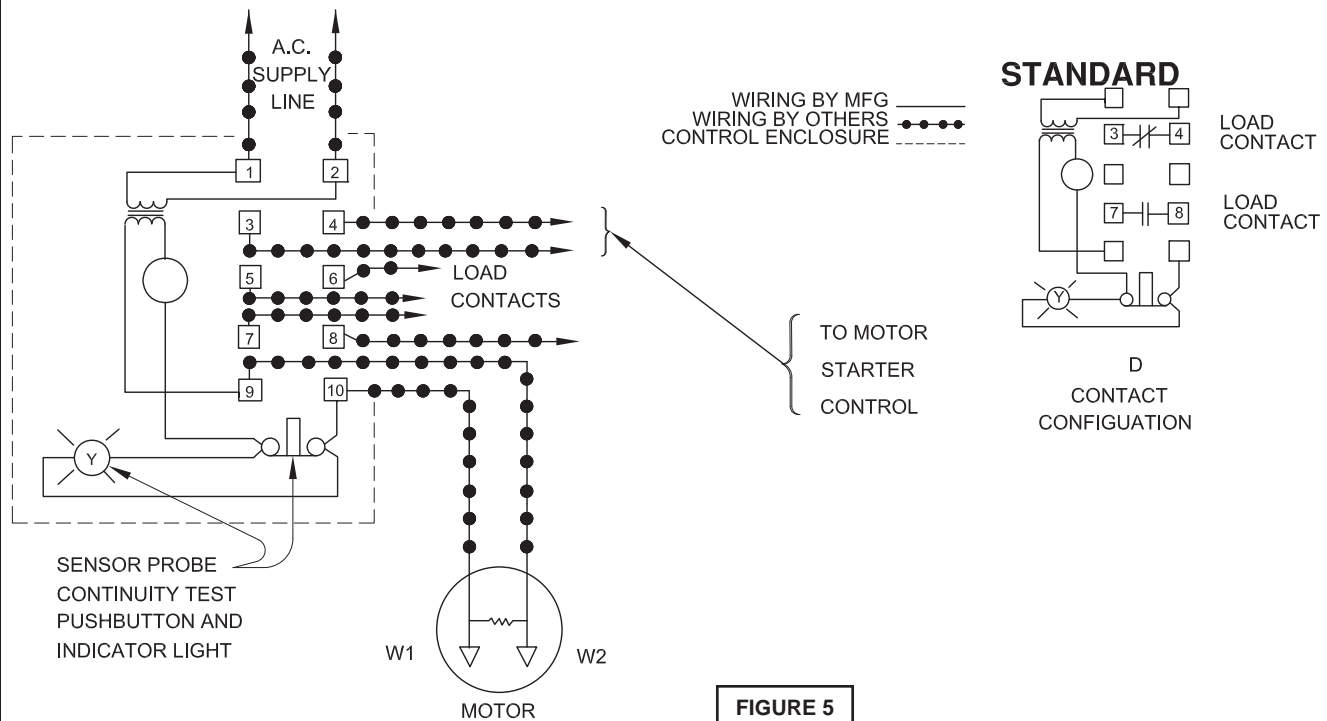 A.C.
SUPPLY
LINE
1
2
3
4
5
6
LOAD
CONTACTS
7
8
9
10
Y
SENSOR PROBE
CONTINUITY TEST
PUSHBUTTON AND
INDICATOR LIGHT
W1
W2
MOTOR
WIRING BY MFG
WIRING BY OTHERS
CONTROL ENCLOSURE
TO MOTOR
STARTER
CONTROL
STANDARD
3
4
LOAD
CONTACT
7
8
LOAD
CONTACT
Y
D
CONTACT
CONFIGUATION
FIGURE 5